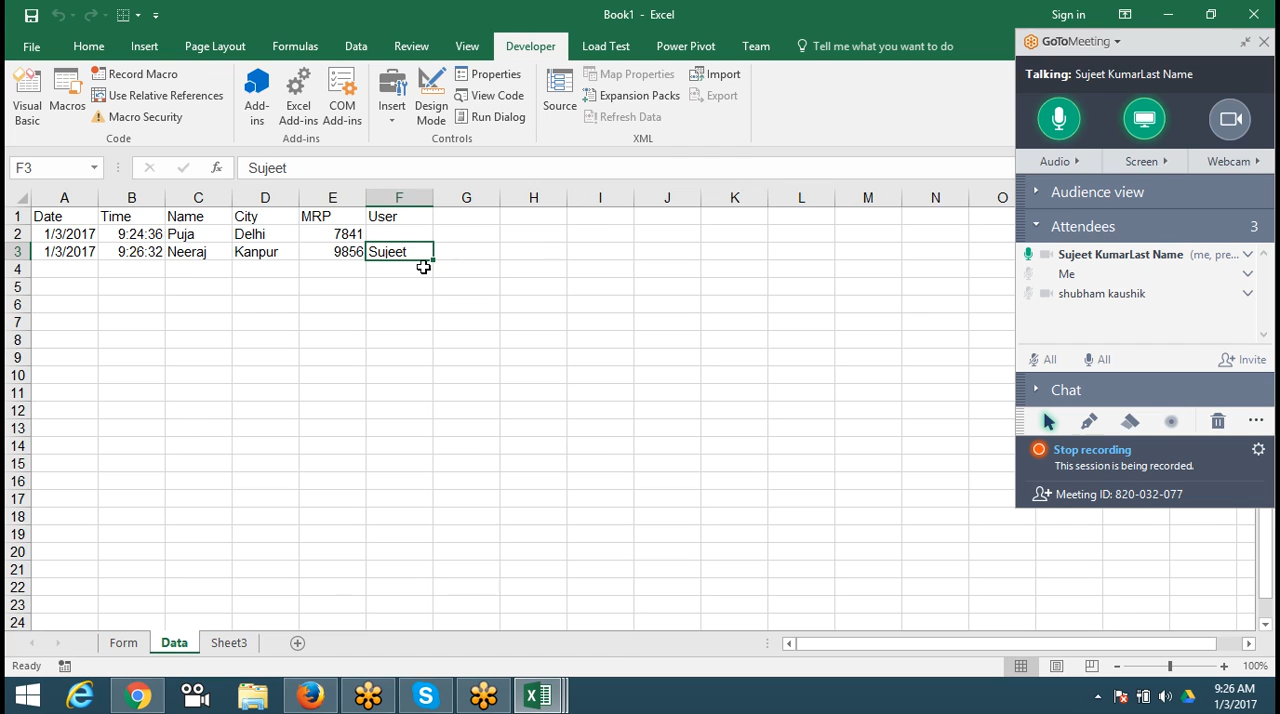 Book1 - Excel
Sign in
File Home Insert Page Layout Formulas Data Review View Developer Load Test Power Pivot Team Tell me what you want to do
Visual Basic
Macros
Record Macro
Use Relative References
Macro Security
Code
Add-ins
Excel Add-ins
COM Add-ins
Add-ins
Insert
Design Mode
Properties
View Code
Run Dialog
Controls
Source
Map Properties
Expansion Packs
Refresh Data
Import
Export
XML
F3
fx
Sujeet
A B C D E F G H I J K L M N O
1 Date Time Name City MRP User
2 1/3/2017 9:24:36 Puja Delhi 7841
3 1/3/2017 9:26:32 Neeraj Kanpur 9856 Sujeet
4
5
6
7
8
9
10
11
12
13
14
15
16
17
18
19
20
21
22
23
24
Form Data Sheet3
Ready
100%
GoToMeeting
Talking: Sujeet KumarLast Name
Audio Screen Webcam
Audience view
Attendees 3
Sujeet KumarLast Name (me, pre...
Me
shubham kaushik
All All Invite
Chat
Stop recording
This session is being recorded.
Meeting ID: 820-032-077
9:26 AM
1/3/2017